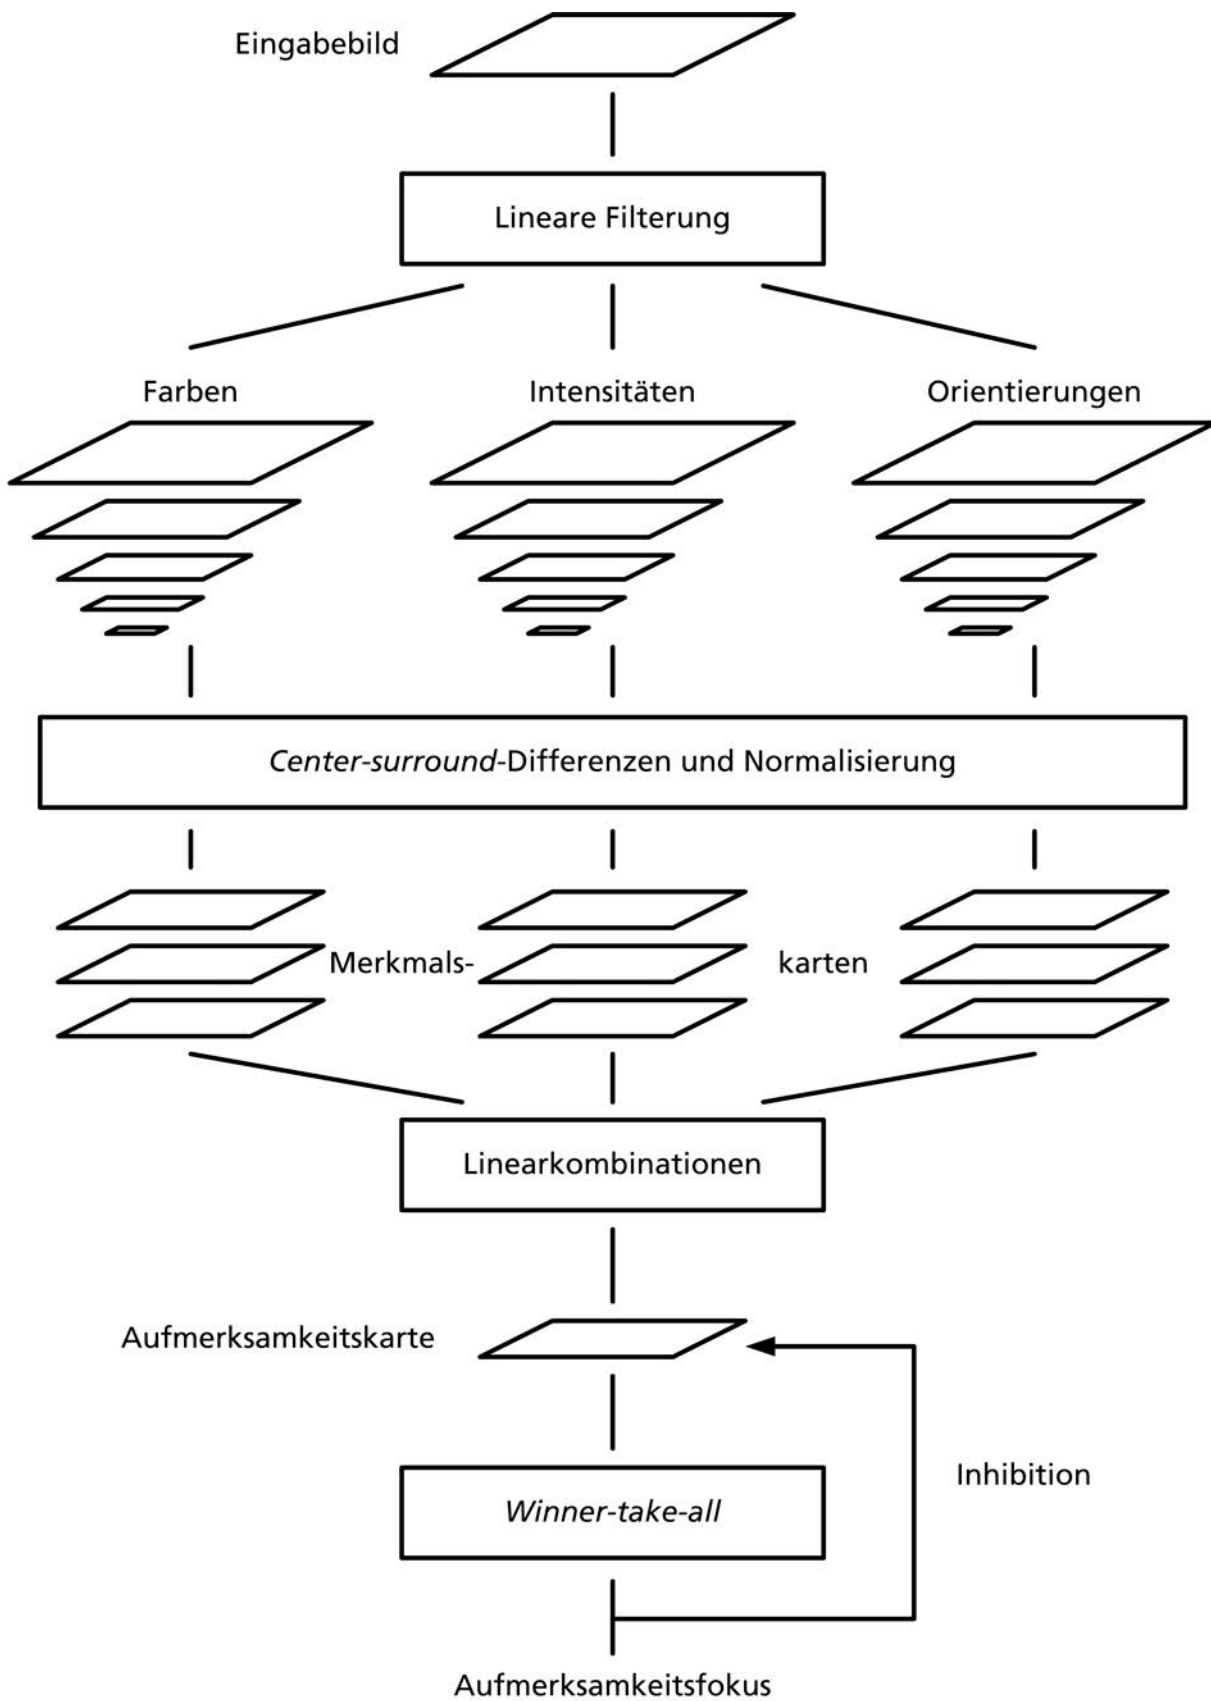 Eingabebild
Lineare Filterung
Farben
Intensitäten
Orientierungen
Center-surround-Differenzen und Normalisierung
Merkmals-
karten
Linearkombinationen
Aufmerksamkeitskarte
Inhibition
Winner-take-all
Aufmerksamkeitsfokus